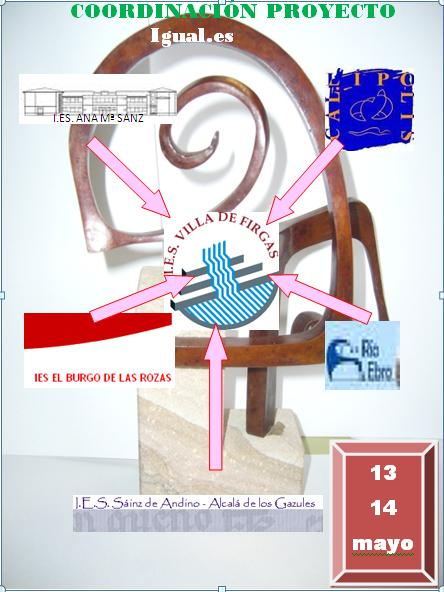 COORDINACIÓN PROYECTO
Igual.es
I.ES. ANA Mª SANZ
CALIPOLIS
I.E.S. VILLA DE FIRGAS
IES EL BURGO DE LAS ROZAS
Río
Ebro
I.E.S. Sáinz de Andino - Alcalá de los Gazules
13
14
mayo